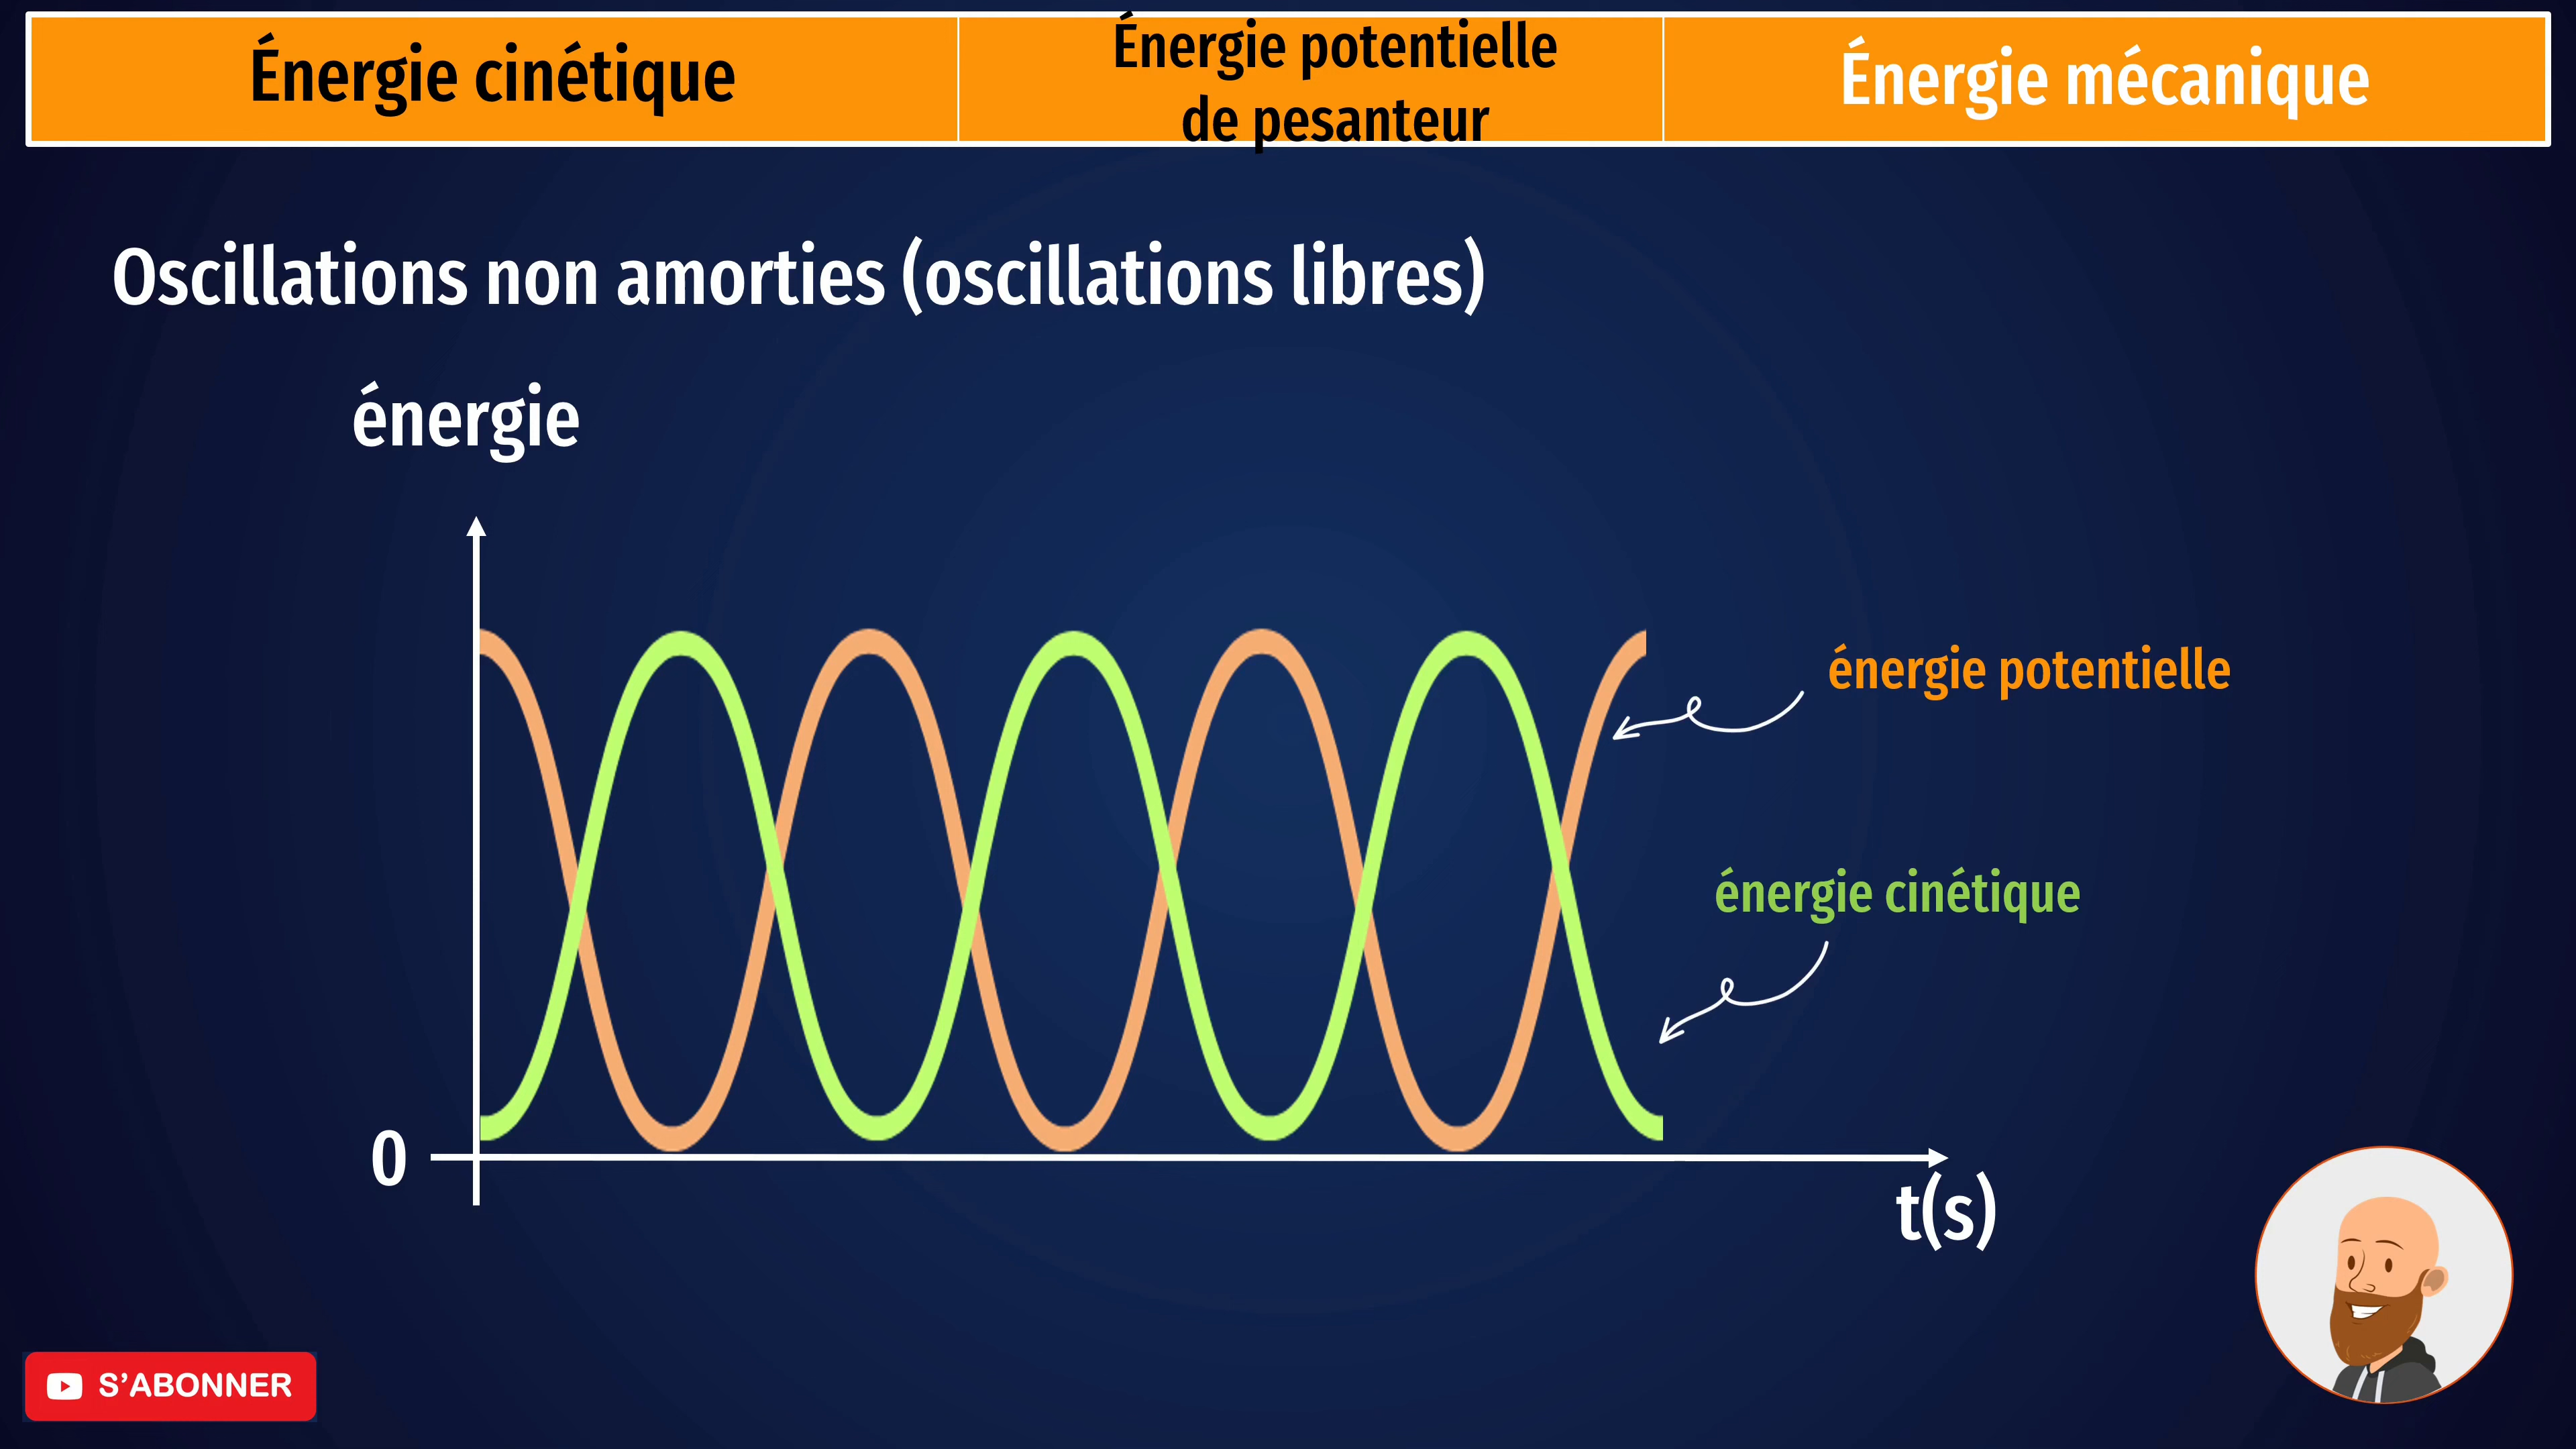 Énergie cinétique
Énergie potentielle
de pesanteur
Énergie mécanique
Oscillations non amorties (oscillations libres)
énergie
énergie potentielle
énergie cinétique
0
t(s)
S'ABONNER